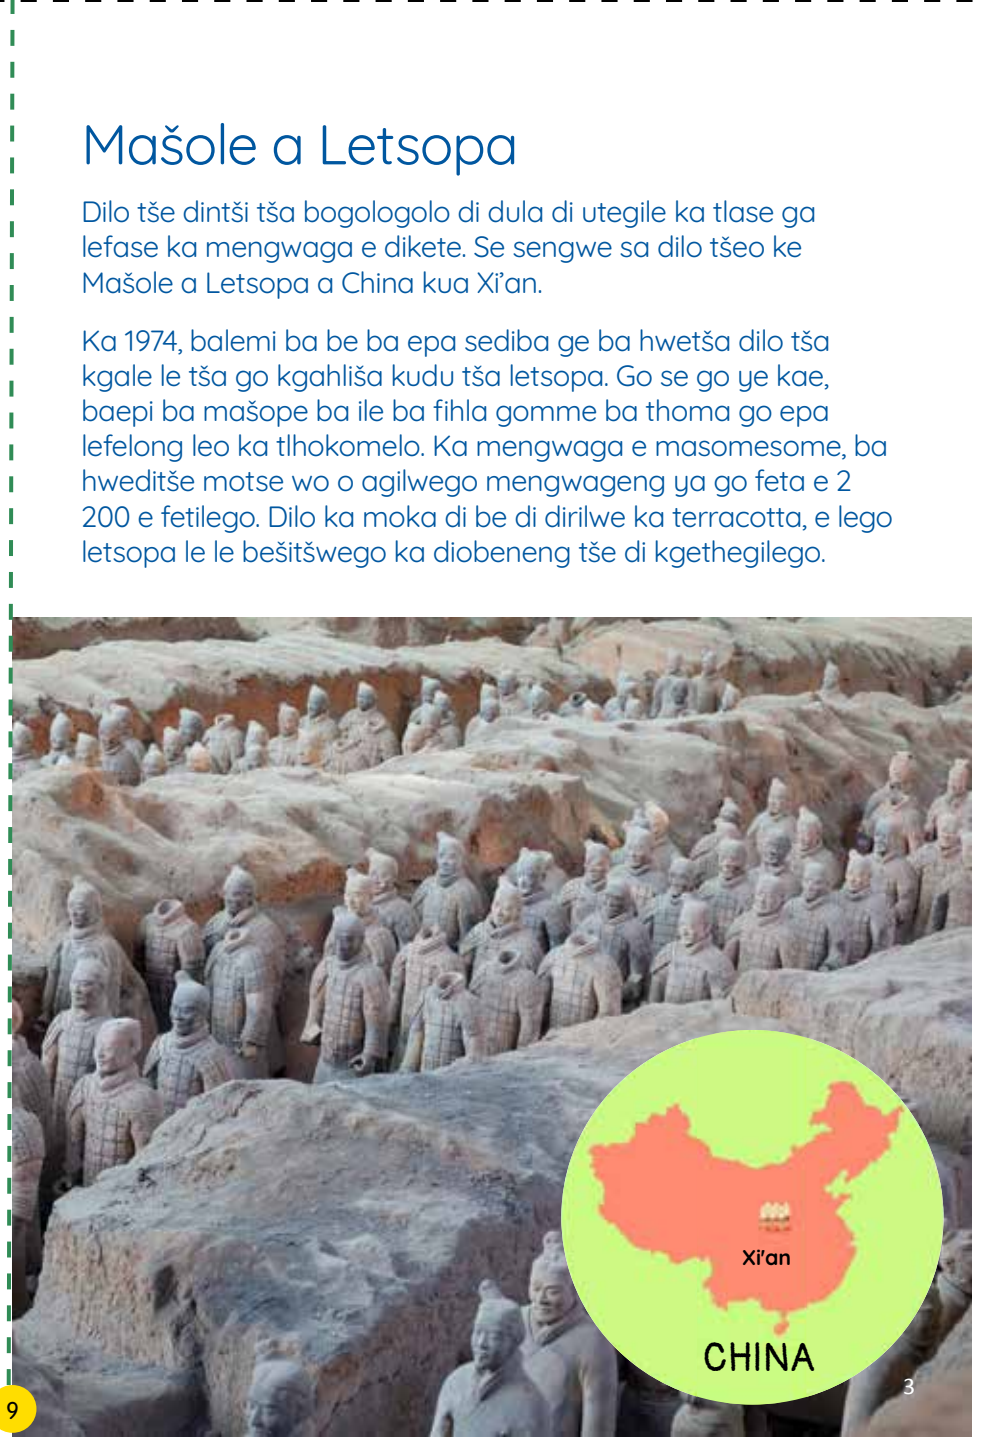 Mašole a Letsopa
Dilo tše dintši tša bogologolo di dula di utegile ka tlase ga
lefase ka mengwaga e dikete. Se sengwe sa dilo tšeo ke
Mašole a Letsopa a China kua Xi’an.
Ka 1974, balemi ba be ba epa sediba ge ba hwetša dilo tša
kgale le tša go kgahliša kudu tša letsopa. Go se go ye kae,
baepi ba mašope ba ile ba fihla gomme ba thoma go epa
lefelong leo ka tlhokomelo. Ka mengwaga e masomesome, ba
hweditše motse wo o agilwego mengwageng ya go feta e 2
200 e fetilego. Dilo ka moka di be di dirilwe ka terracotta, e lego
letsopa le le bešitšwego ka diobeneng tše di kgethegilego.
Xi'an
CHINA
3
9